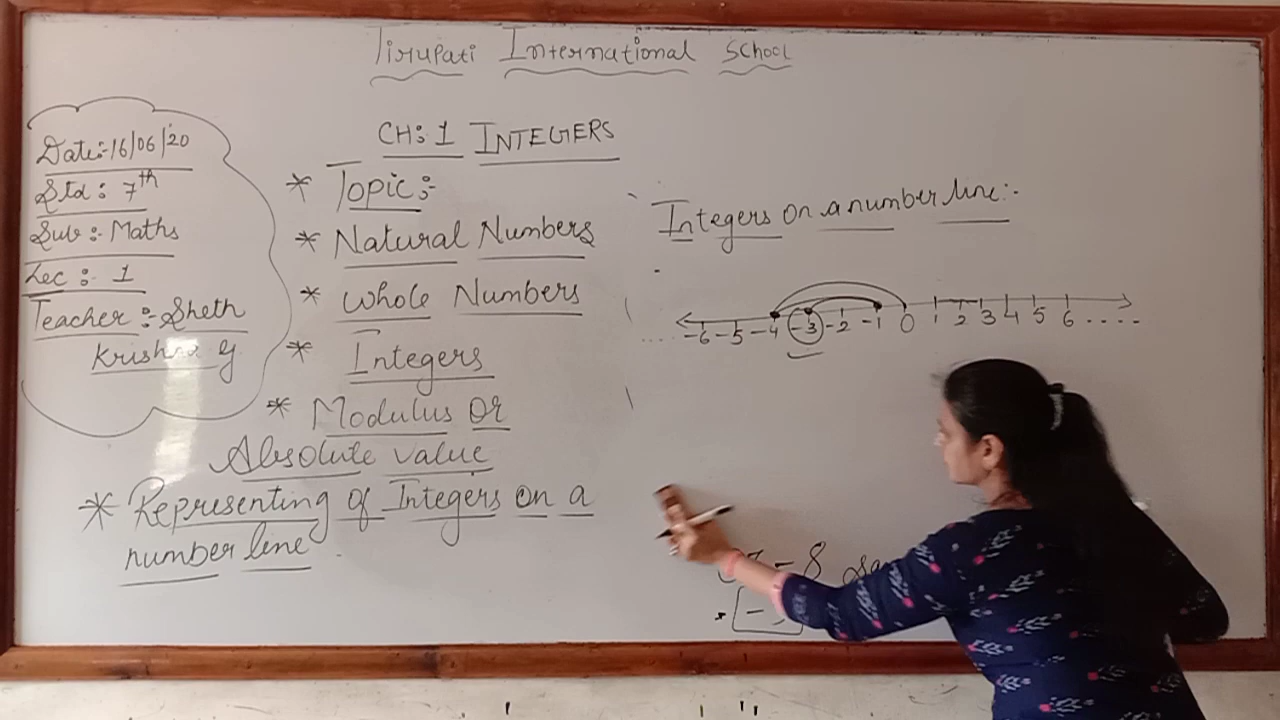 Tirupati International School
CH: 1 INTEGERS
Date:-16/06/20
Std : 7th
Sub :- Maths
Lec :- 1
Teacher : Sheth
Krishna y
* Topic :-
* Natural Numbers
* Whole Numbers
* Integers
* Modulus or
Absolute value
* Representing of Integers on a
number line
Integers on a number line:-
.... -6 -5 -4 -3 -2 -1 0 1 2 3 4 5 6 ....
- 8